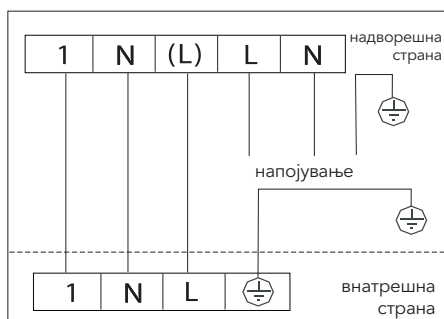 1 N (L) L N
надворешна
страна
напојување
1 N L
внатрешна
страна